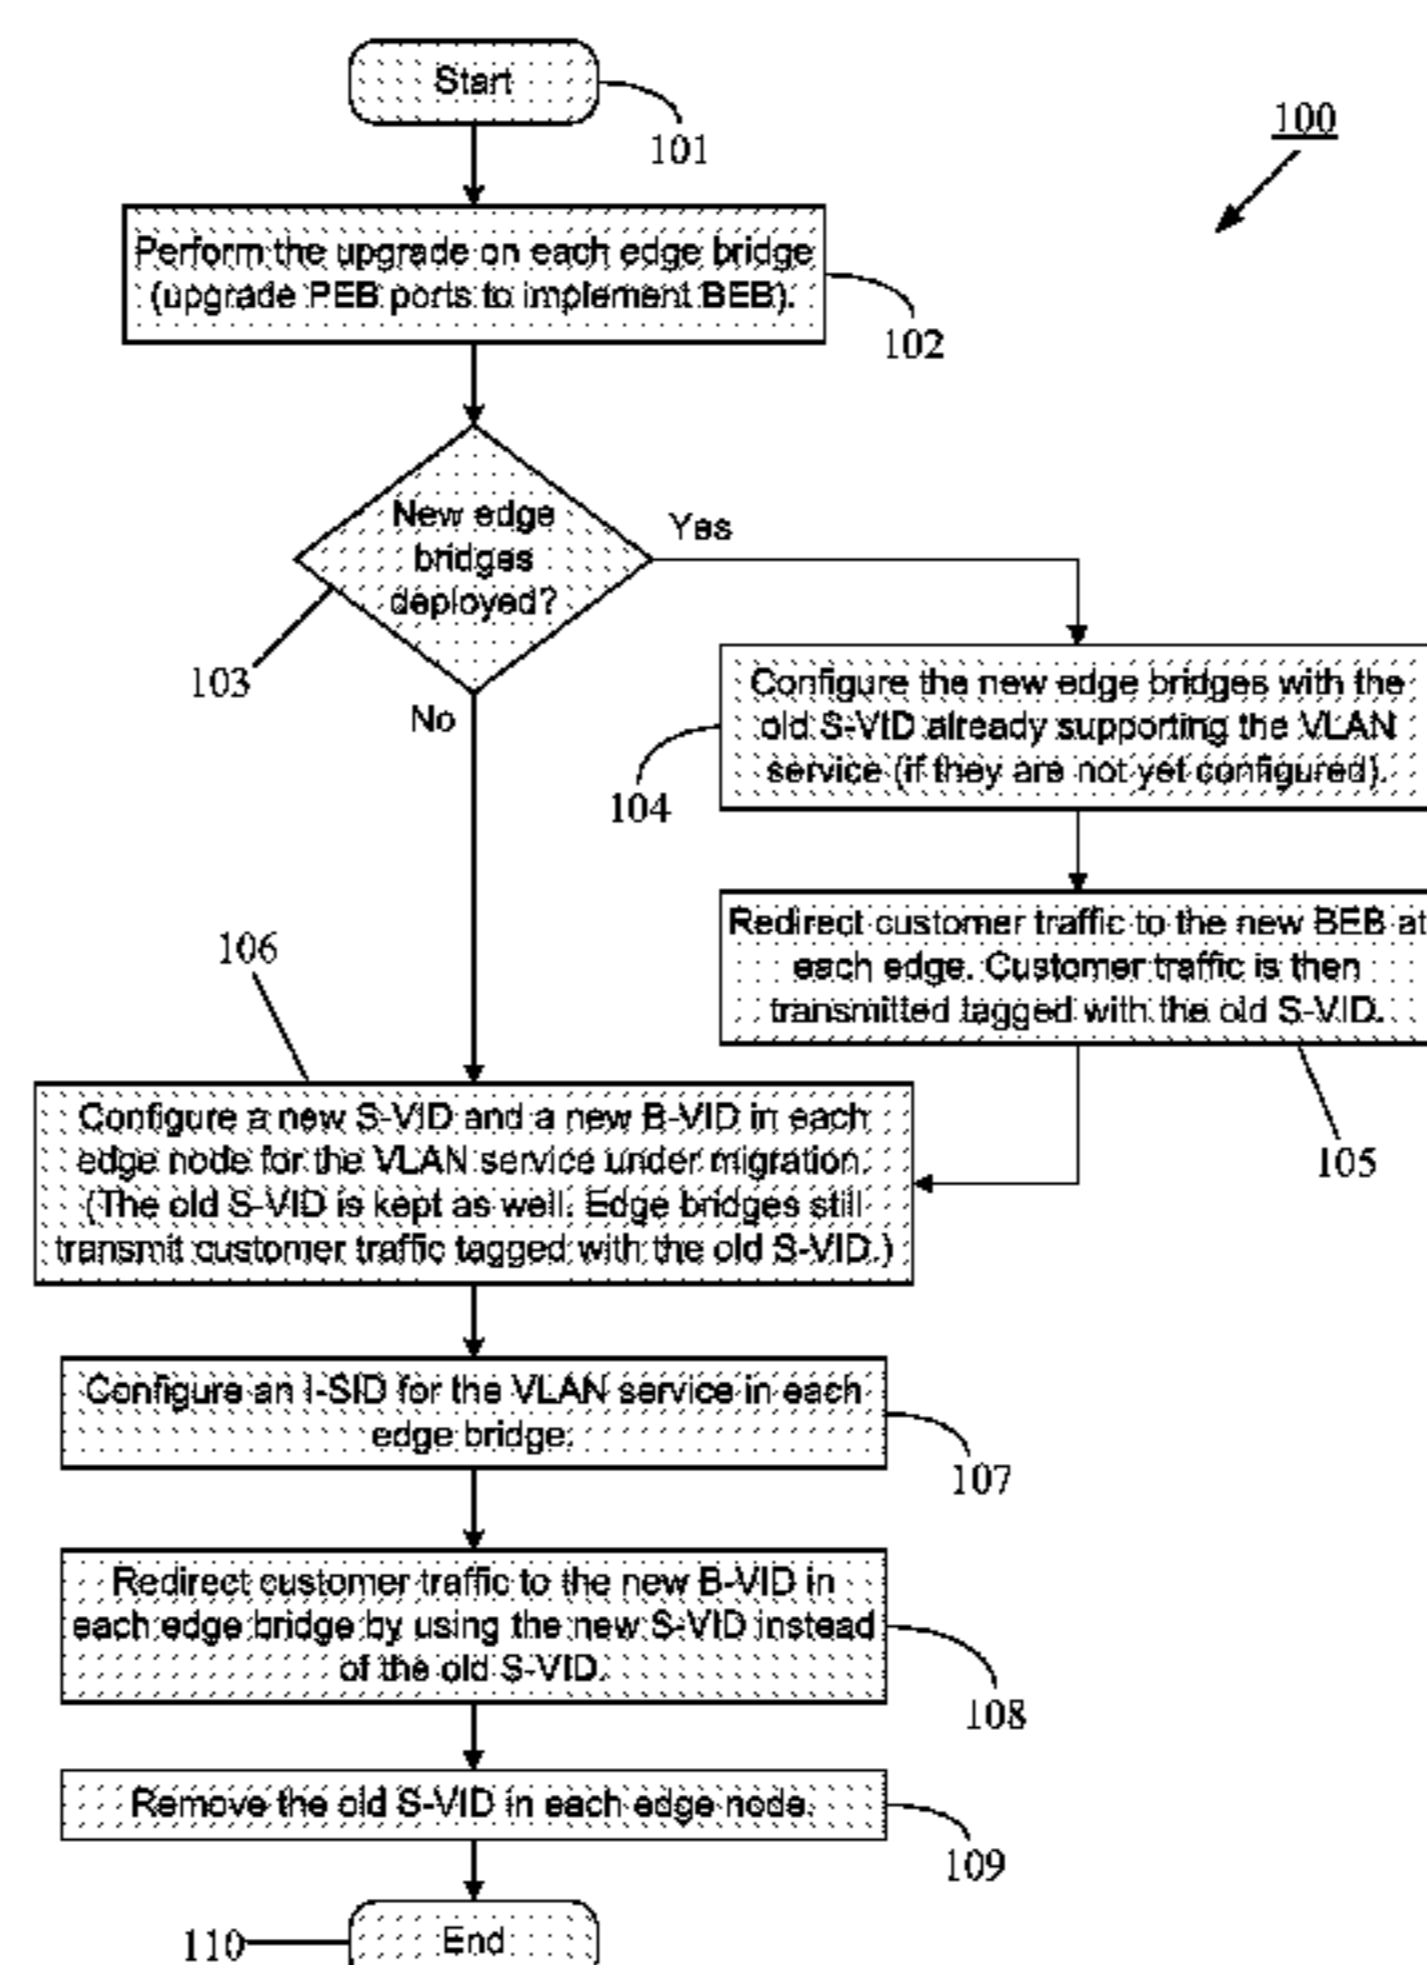 Start
101
100
Perform the upgrade on each edge bridge
(upgrade PEB ports to implement BEB).
102
New edge
bridges
deployed?
Yes
103
No
Configure the new edge bridges with the
old S-VID already supporting the VLAN
service (if they are not yet configured).
104
Redirect customer traffic to the new BEB at
each edge. Customer traffic is then
transmitted tagged with the old S-VID.
105
106
Configure a new S-VID and a new B-VID in each
edge node for the VLAN service under migration.
(The old S-VID is kept as well. Edge bridges still
transmit customer traffic tagged with the old S-VID.)
Configure an I-SID for the VLAN service in each
edge bridge.
107
Redirect customer traffic to the new B-VID in
each edge bridge by using the new S-VID instead
of the old S-VID.
108
Remove the old S-VID in each edge node.
109
End
110